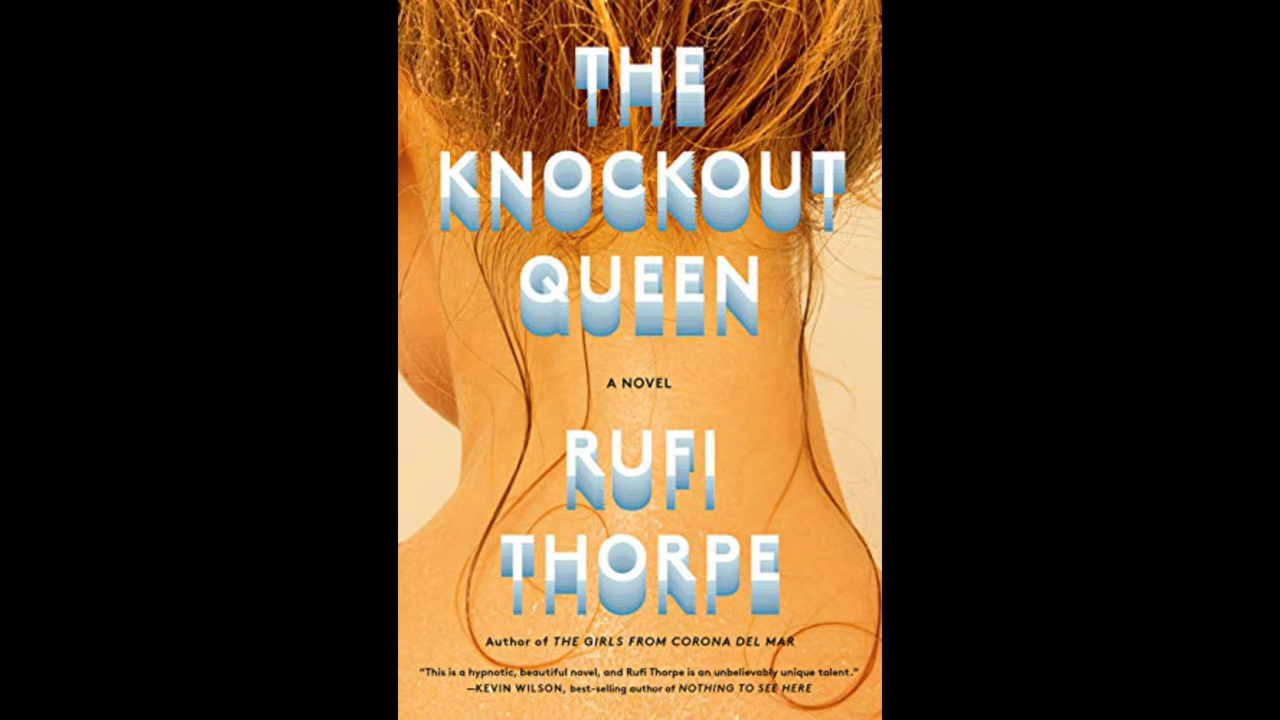 THE
KNOCKOUT
QUEEN
A NOVEL
RUFI
THORPE
Author of THE GIRLS FROM CORONA DEL MAR
“This is a hypnotic, beautiful novel, and Rufi Thorpe is an unbelievably unique talent.”
—KEVIN WILSON, best-selling author of NOTHING TO SEE HERE